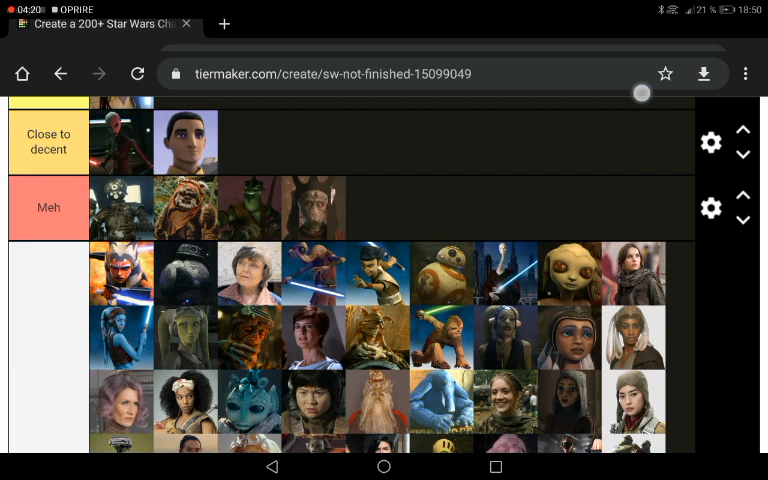 04:20 OPRIRE 21 % 18:50
Create a 200+ Star Wars Cha
tiermaker.com/create/sw-not-finished-15099049
Close to
decent
Meh